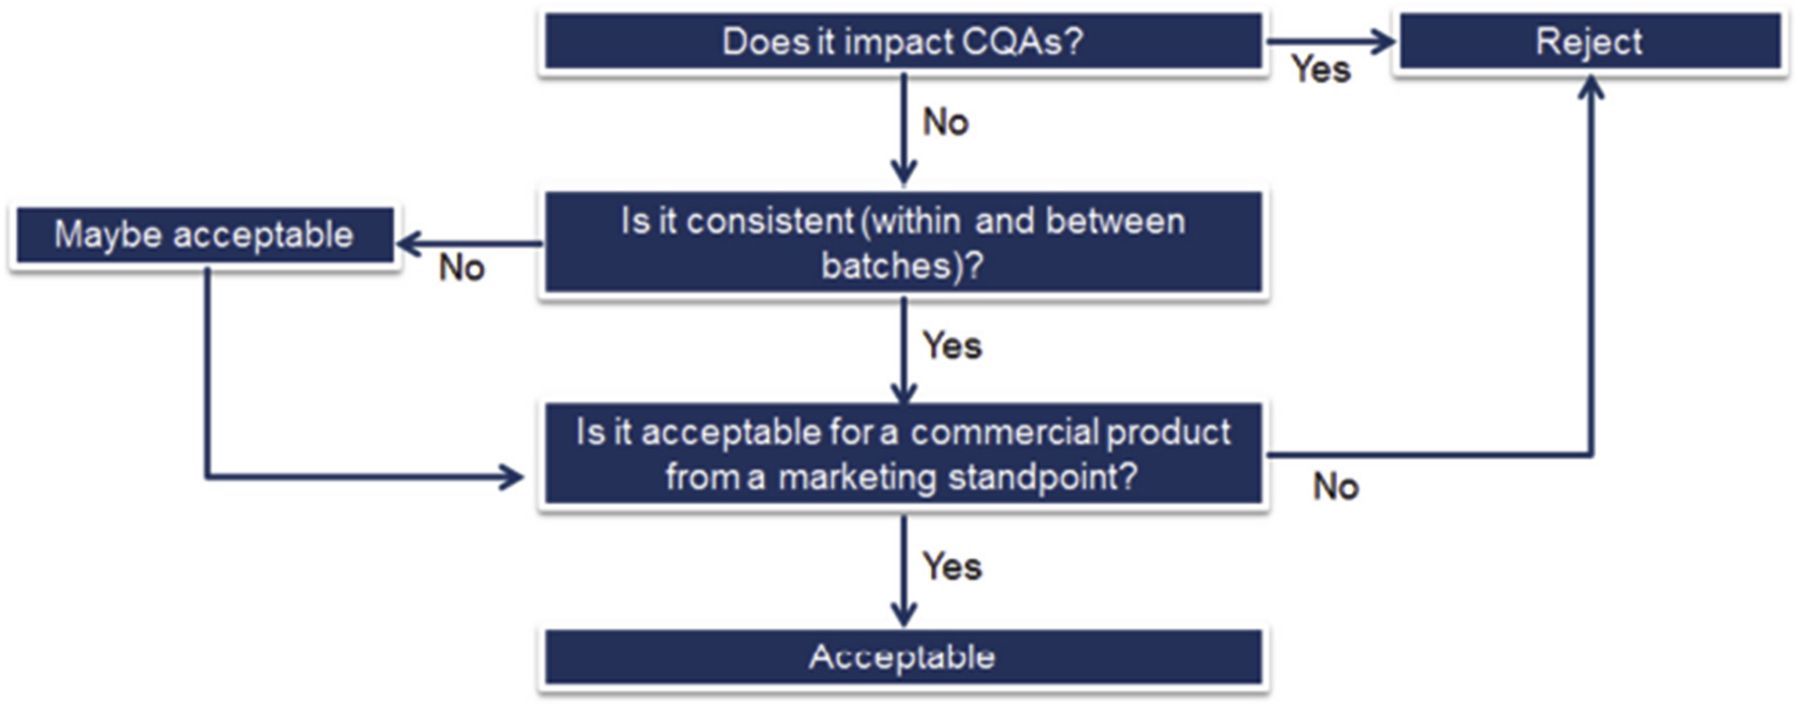 Does it impact CQAs?
Yes
Reject
No
Is it consistent (within and between
batches)?
Maybe acceptable
No
Yes
Is it acceptable for a commercial product
from a marketing standpoint?
No
Yes
Acceptable